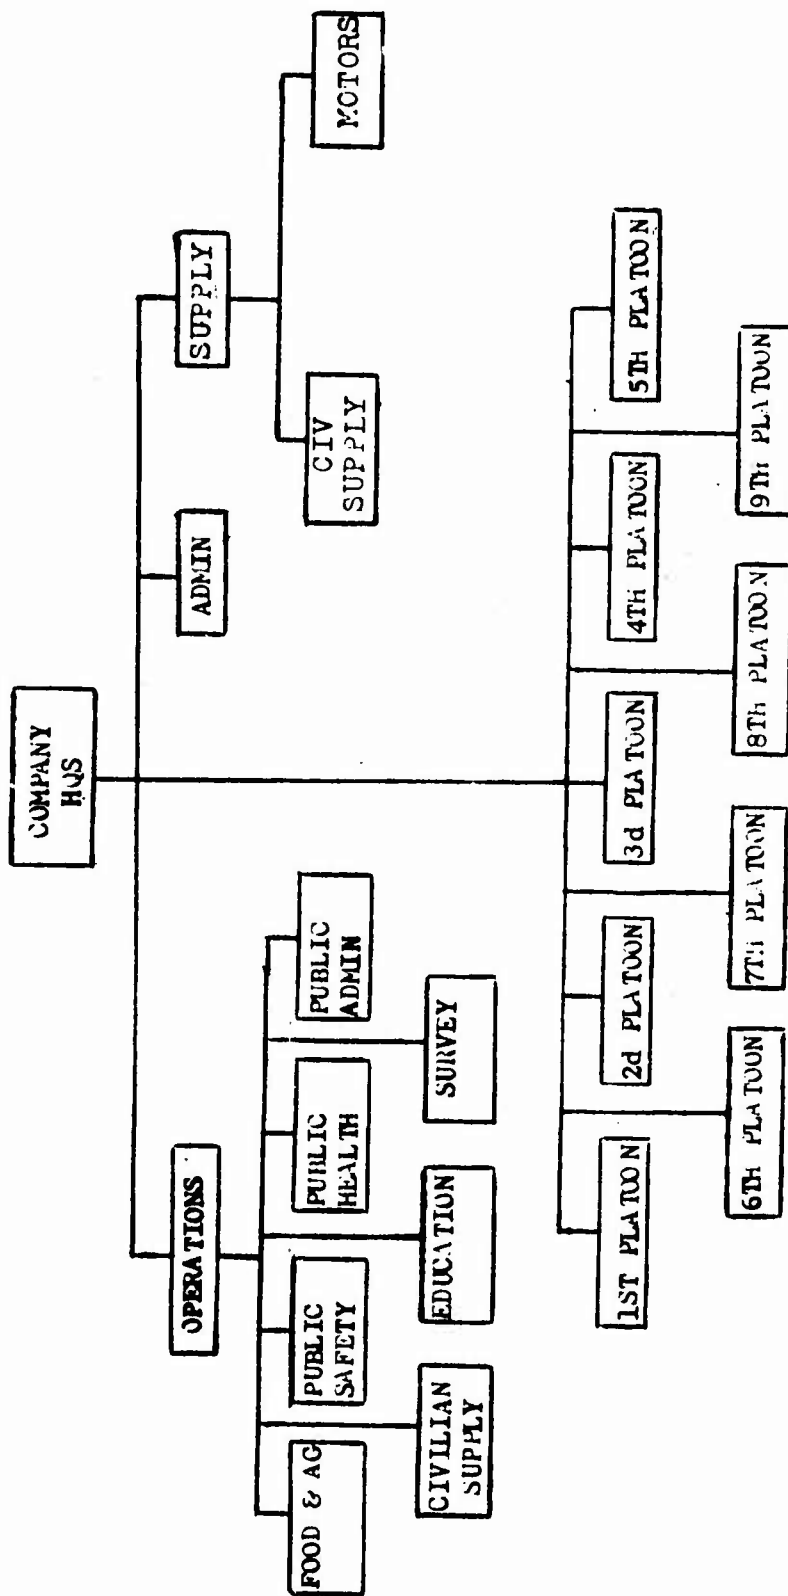 COMPANY
HQS
OPERATIONS
ADMIN
SUPPLY
FOOD & AG
PUBLIC
SAFETY
PUBLIC
HEALTH
PUBLIC
ADMIN
CIV
SUPPLY
MOTORS
CIVILIAN
SUPPLY
EDUCATION
SURVEY
1ST PLATOON
2d PLATOON
3d PLATOON
4TH PLATOON
5TH PLATOON
6TH PLATOON
7TH PLATOON
8TH PLATOON
9TH PLATOON